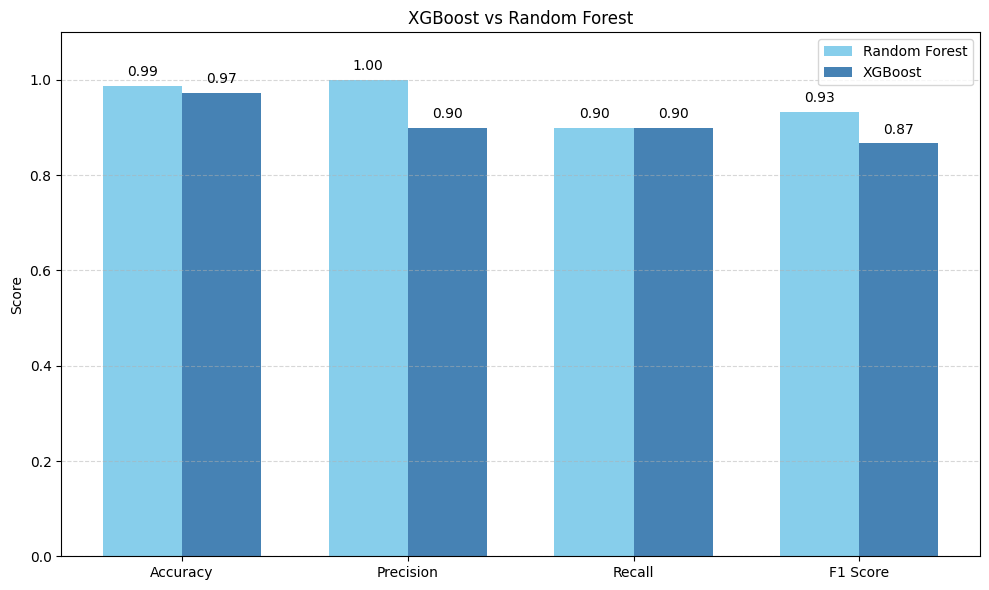 XGBoost vs Random Forest
Random Forest
XGBoost
Score
1.0
0.8
0.6
0.4
0.2
0.0
0.99
0.97
1.00
0.90
0.90
0.90
0.93
0.87
Accuracy
Precision
Recall
F1 Score